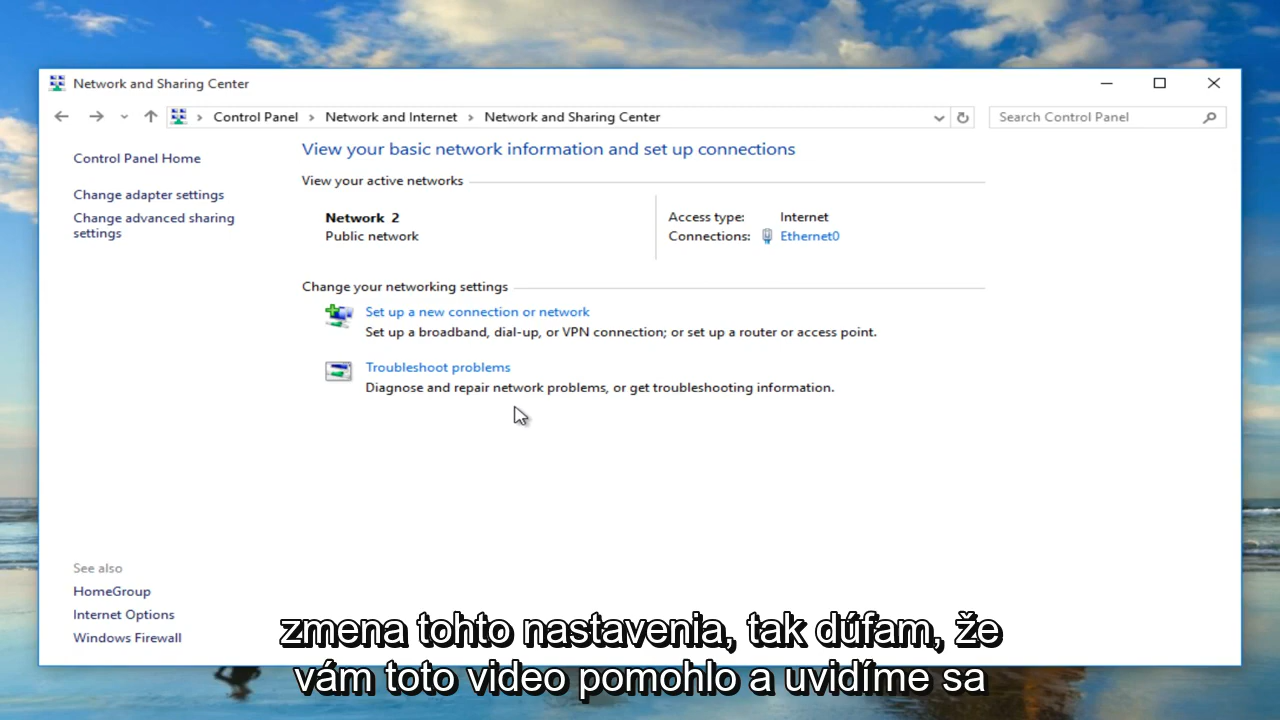 Network and Sharing Center
Control Panel > Network and Internet > Network and Sharing Center
Search Control Panel
Control Panel Home
Change adapter settings
Change advanced sharing
settings
View your basic network information and set up connections
View your active networks
Network 2
Public network
Access type: Internet
Connections: Ethernet0
Change your networking settings
Set up a new connection or network
Set up a broadband, dial-up, or VPN connection; or set up a router or access point.
Troubleshoot problems
Diagnose and repair network problems, or get troubleshooting information.
See also
HomeGroup
Internet Options
Windows Firewall
zmena tohto nastavenia, tak dúfam, že
vám toto video pomohlo a uvidíme sa